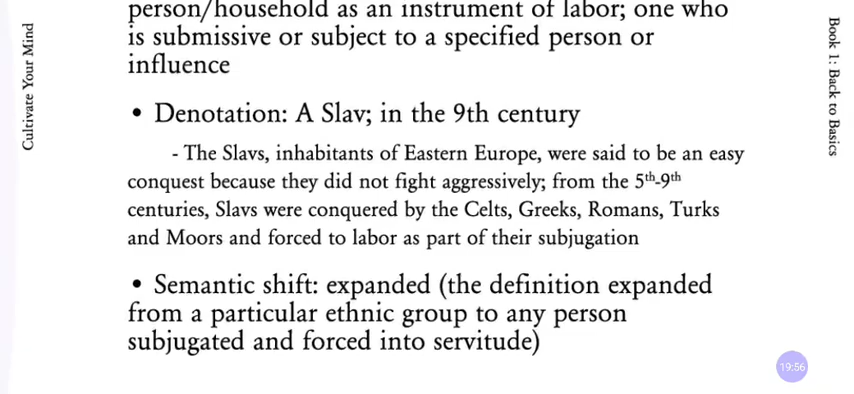 person/household as an instrument of labor; one who
is submissive or subject to a specified person or
influence
• Denotation: A Slav; in the 9th century
- The Slavs, inhabitants of Eastern Europe, were said to be an easy
conquest because they did not fight aggressively; from the 5th-9th
centuries, Slavs were conquered by the Celts, Greeks, Romans, Turks
and Moors and forced to labor as part of their subjugation
• Semantic shift: expanded (the definition expanded
from a particular ethnic group to any person
subjugated and forced into servitude)
Cultivate Your Mind
Book 1: Back to Basics
19:56